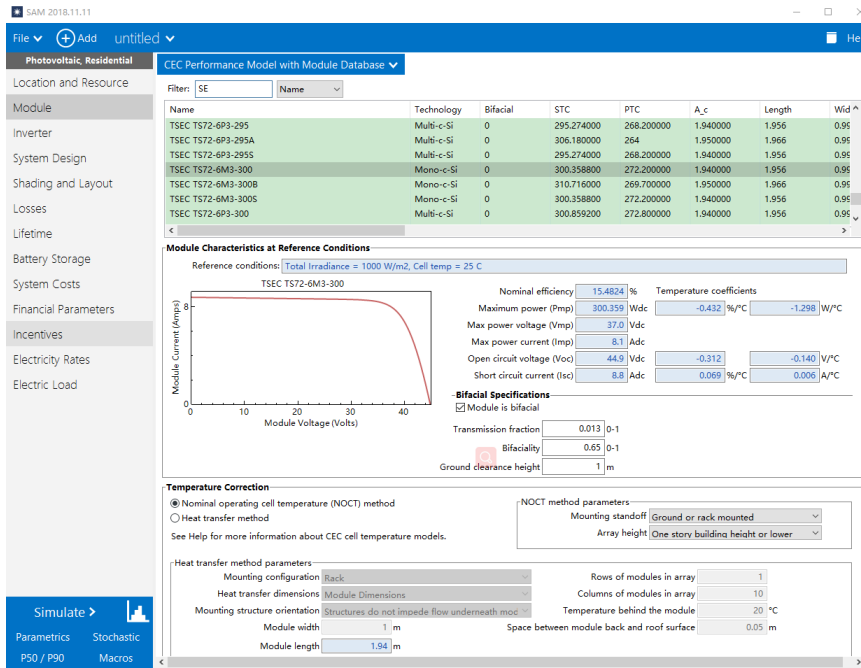 SAM 2018.11.11
File Add untitled He
Photovoltaic, Residential
Location and Resource
Module
Inverter
System Design
Shading and Layout
Losses
Lifetime
Battery Storage
System Costs
Financial Parameters
Incentives
Electricity Rates
Electric Load
Simulate >
Parametrics Stochastic
P50 / P90 Macros
CEC Performance Model with Module Database
Filter: SE Name
Name Technology Bifacial STC PTC A_c Length Wid
TSEC TS72-6P3-295 Multi-c-Si 0 295.274000 268.200000 1.940000 1.956 0.99
TSEC TS72-6P3-295A Multi-c-Si 0 306.180000 264 1.950000 1.966 0.99
TSEC TS72-6P3-295S Multi-c-Si 0 295.274000 268.200000 1.940000 1.956 0.99
TSEC TS72-6M3-300 Mono-c-Si 0 300.358800 272.200000 1.940000 1.956 0.99
TSEC TS72-6M3-300B Mono-c-Si 0 310.716000 269.700000 1.950000 1.966 0.99
TSEC TS72-6M3-300S Mono-c-Si 0 300.358800 272.200000 1.940000 1.956 0.99
TSEC TS72-6P3-300 Multi-c-Si 0 300.859200 272.800000 1.940000 1.956 0.99
Module Characteristics at Reference Conditions
Reference conditions: Total Irradiance = 1000 W/m2, Cell temp = 25 C
TSEC TS72-6M3-300
Module Current (Amps)
8
0
0 10 20 30 40
Module Voltage (Volts)
Nominal efficiency 15.4824 % Temperature coefficients
Maximum power (Pmp) 300.359 Wdc -0.432 %/°C -1.298 W/°C
Max power voltage (Vmp) 37.0 Vdc
Max power current (Imp) 8.1 Adc
Open circuit voltage (Voc) 44.9 Vdc -0.312 -0.140 V/°C
Short circuit current (Isc) 8.8 Adc 0.069 %/°C 0.006 A/°C
Bifacial Specifications
Module is bifacial
Transmission fraction 0.013 0-1
Bifaciality 0.65 0-1
Ground clearance height 1 m
Temperature Correction
Nominal operating cell temperature (NOCT) method
Heat transfer method
See Help for more information about CEC cell temperature models.
NOCT method parameters
Mounting standoff Ground or rack mounted
Array height One story building height or lower
Heat transfer method parameters
Mounting configuration Rack Rows of modules in array 1
Heat transfer dimensions Module Dimensions Columns of modules in array 10
Mounting structure orientation Structures do not impede flow underneath mod Temperature behind the module 20 °C
Module width 1 m Space between module back and roof surface 0.05 m
Module length 1.94 m